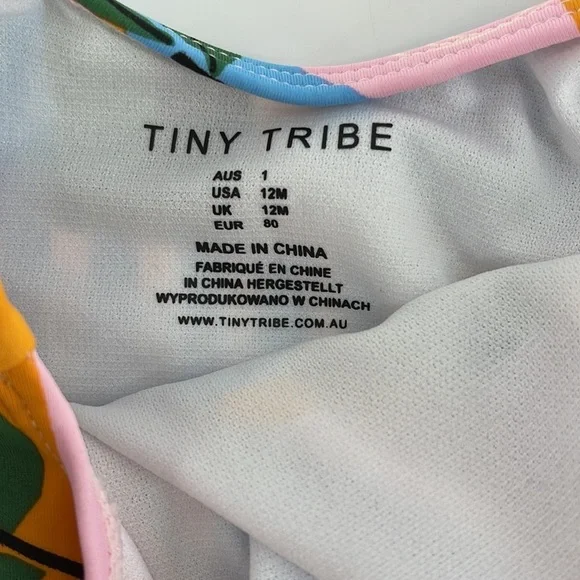 TINY TRIBE
AUS 1
USA 12M
UK 12M
EUR 80
MADE IN CHINA
FABRIQUÉ EN CHINE
IN CHINA HERGESTELLT
WYPRODUKOWANO W CHINACH
WWW.TINYTRIBE.COM.AU